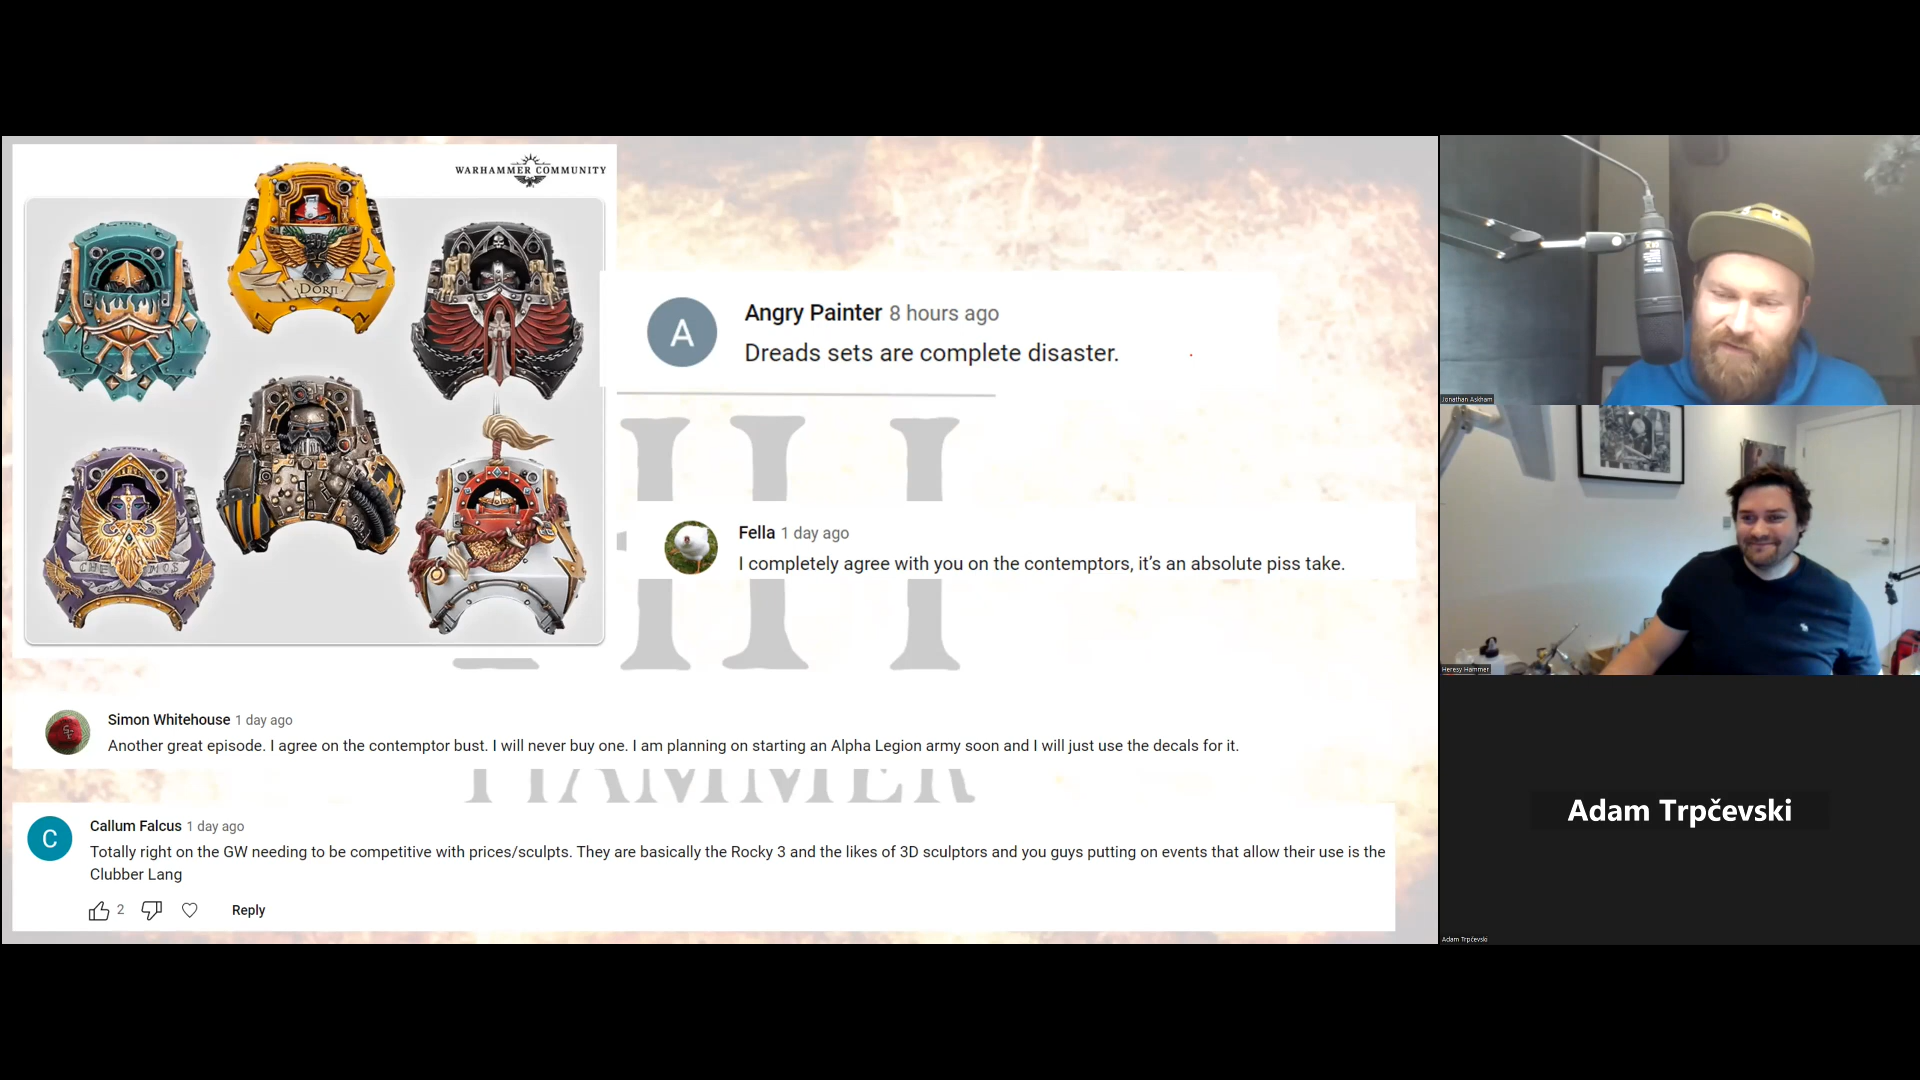 WARHAMMER COMMUNITY
DORN
Angry Painter 8 hours ago
A
Dreads sets are complete disaster.
Fella 1 day ago
I completely agree with you on the contemptors, it’s an absolute piss take.
Simon Whitehouse 1 day ago
Another great episode. I agree on the contemptor bust. I will never buy one. I am planning on starting an Alpha Legion army soon and I will just use the decals for it.
HAMMER
C
Callum Falcus 1 day ago
Totally right on the GW needing to be competitive with prices/sculpts. They are basically the Rocky 3 and the likes of 3D sculptors and you guys putting on events that allow their use is the
Clubber Lang
2
Reply
Jonathan Askham
Heresy Hammer
Adam Trpčevski
Adam Trpčevski